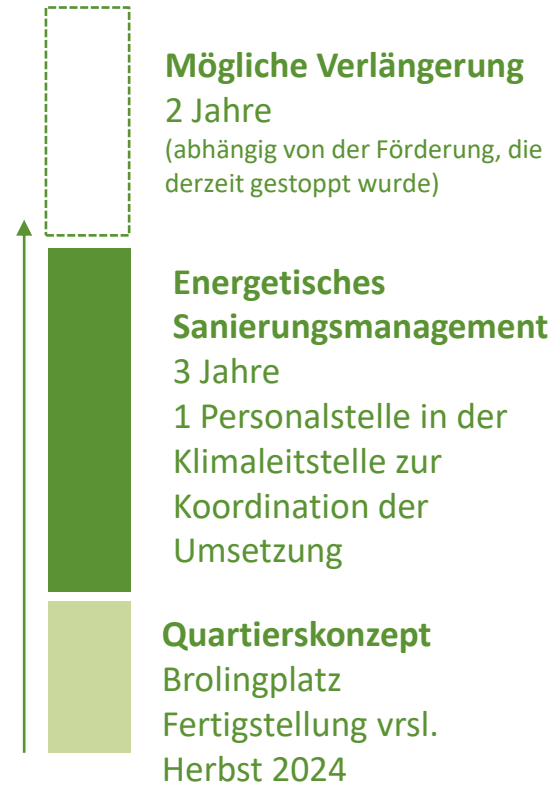 Mögliche Verlängerung
2 Jahre
(abhängig von der Förderung, die
derzeit gestoppt wurde)
Energetisches
Sanierungsmanagement
3 Jahre
1 Personalstelle in der
Klimaleitstelle zur
Koordination der
Umsetzung
Quartierskonzept
Brolingplatz
Fertigstellung vrsl.
Herbst 2024